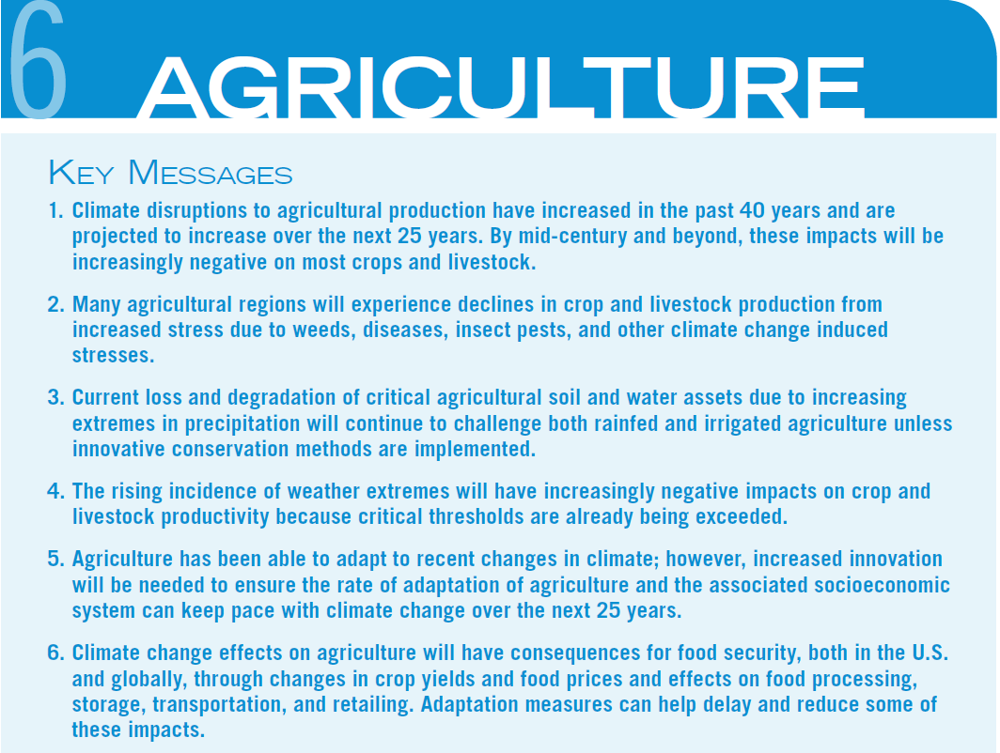 6
AGRICULTURE
Key Messages
1. Climate disruptions to agricultural production have increased in the past 40 years and are
projected to increase over the next 25 years. By mid-century and beyond, these impacts will be
increasingly negative on most crops and livestock.
2. Many agricultural regions will experience declines in crop and livestock production from
increased stress due to weeds, diseases, insect pests, and other climate change induced
stresses.
3. Current loss and degradation of critical agricultural soil and water assets due to increasing
extremes in precipitation will continue to challenge both rainfed and irrigated agriculture unless
innovative conservation methods are implemented.
4. The rising incidence of weather extremes will have increasingly negative impacts on crop and
livestock productivity because critical thresholds are already being exceeded.
5. Agriculture has been able to adapt to recent changes in climate; however, increased innovation
will be needed to ensure the rate of adaptation of agriculture and the associated socioeconomic
system can keep pace with climate change over the next 25 years.
6. Climate change effects on agriculture will have consequences for food security, both in the U.S.
and globally, through changes in crop yields and food prices and effects on food processing,
storage, transportation, and retailing. Adaptation measures can help delay and reduce some of
these impacts.